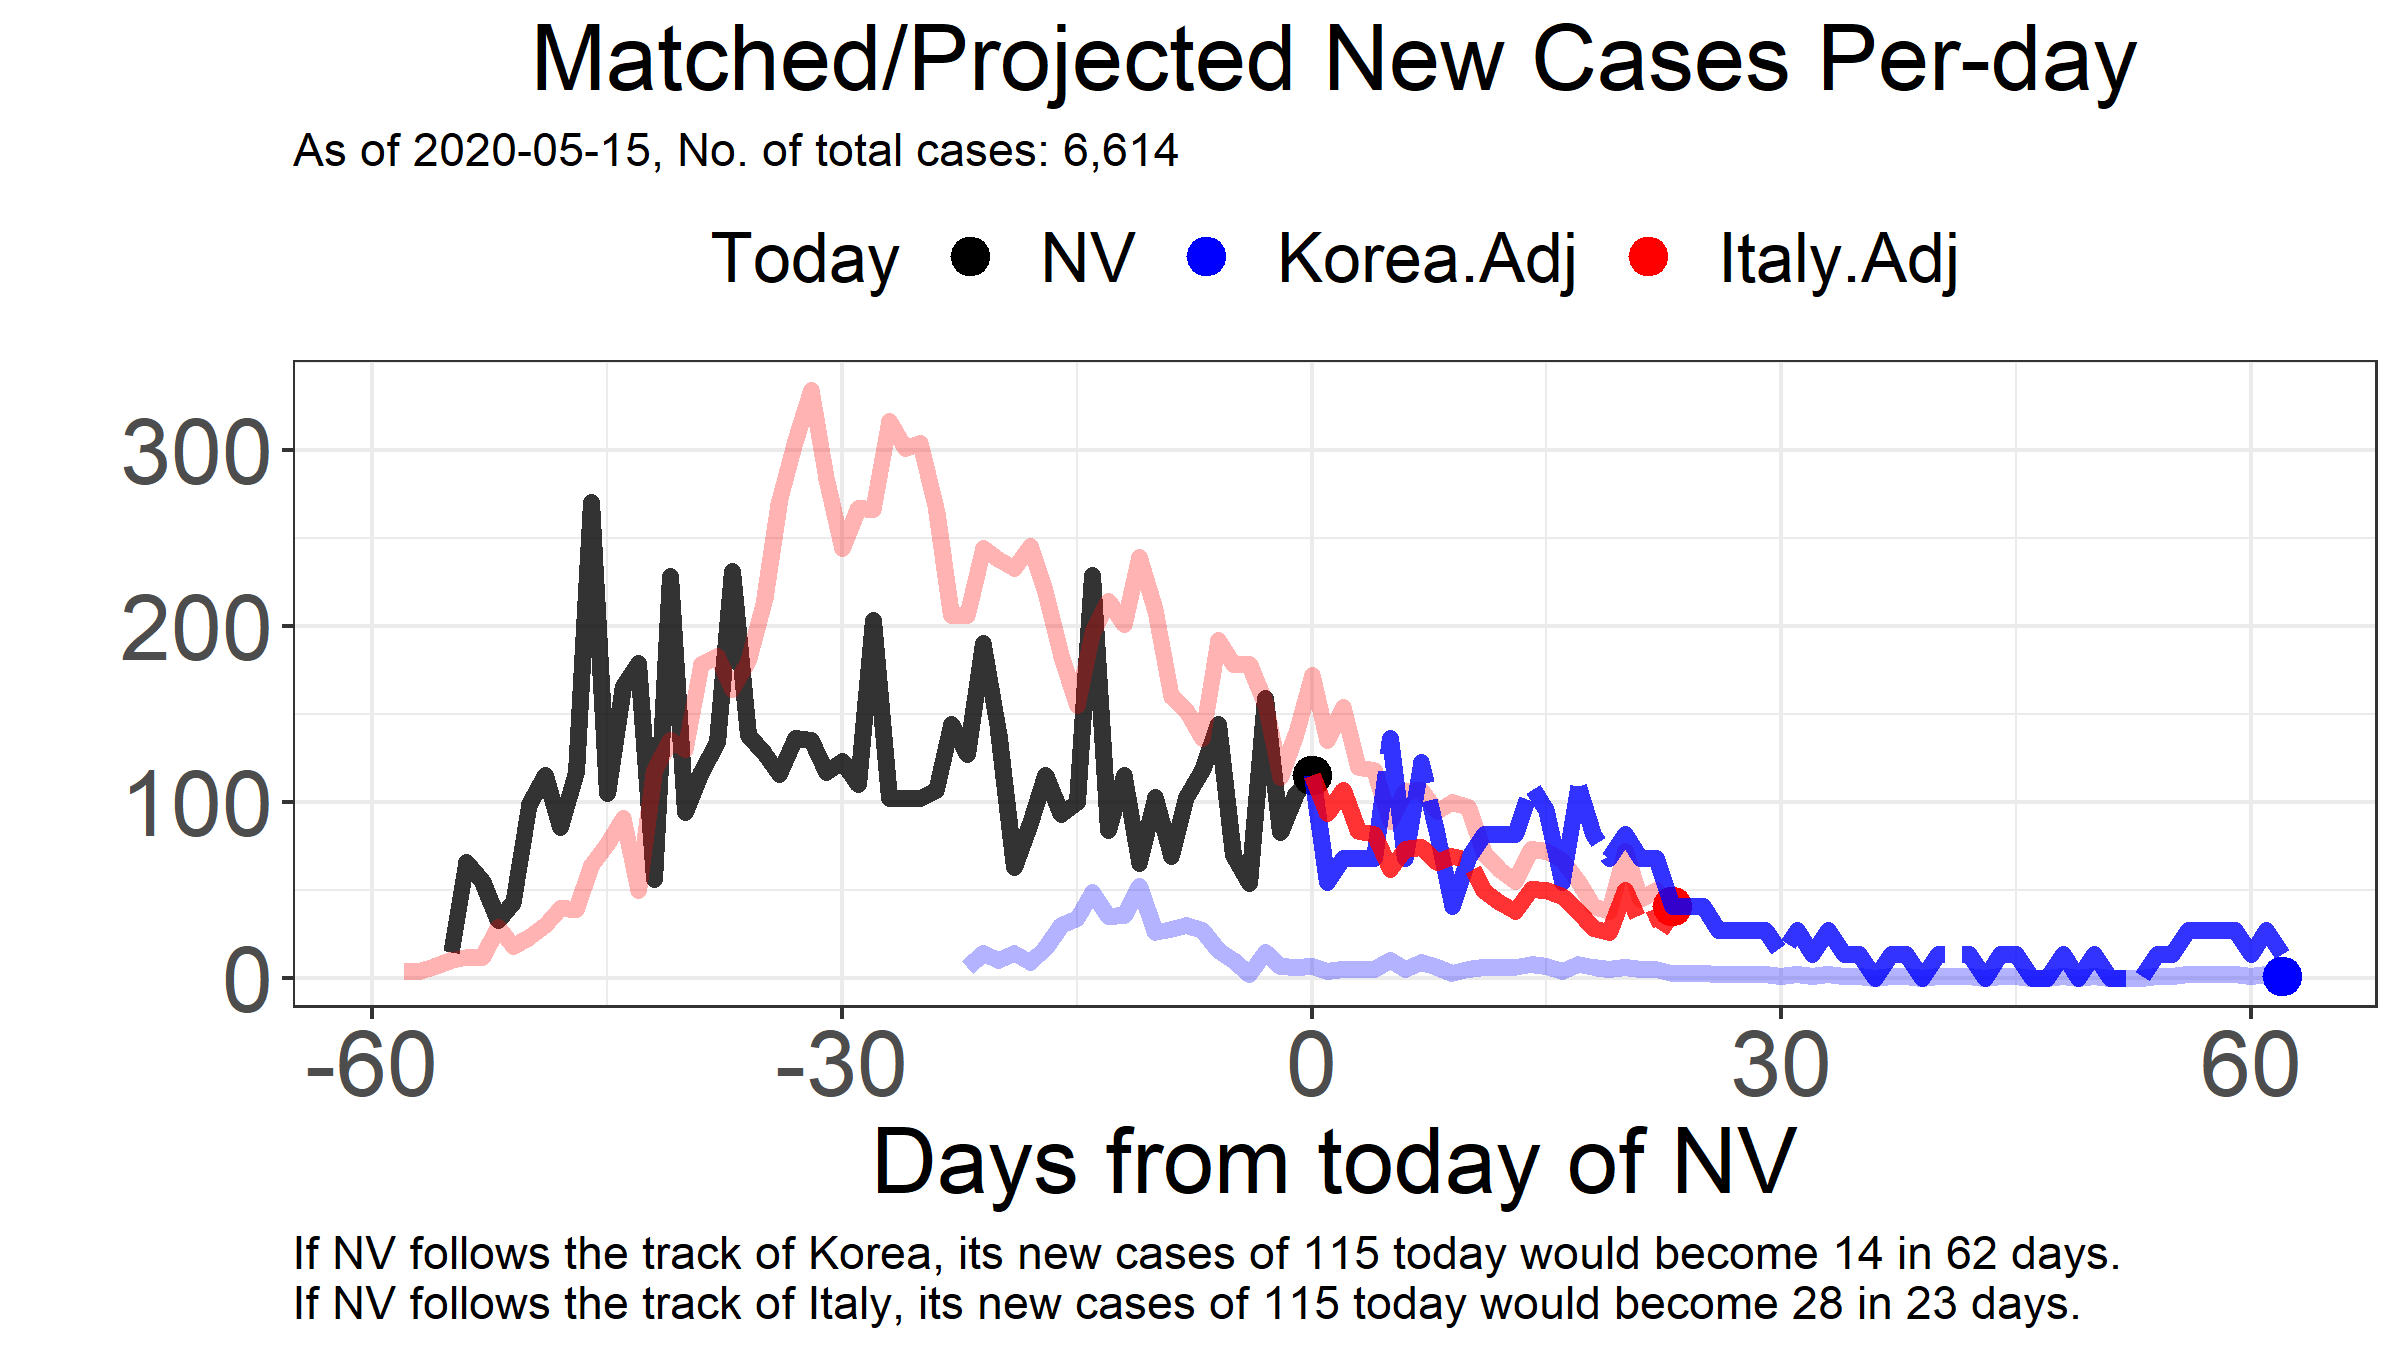 Matched/Projected New Cases Per-day
As of 2020-05-15, No. of total cases: 6,614
Today NV Korea.Adj Italy.Adj
300
200
100
0
-60 -30 0 30 60
Days from today of NV
If NV follows the track of Korea, its new cases of 115 today would become 14 in 62 days.
If NV follows the track of Italy, its new cases of 115 today would become 28 in 23 days.